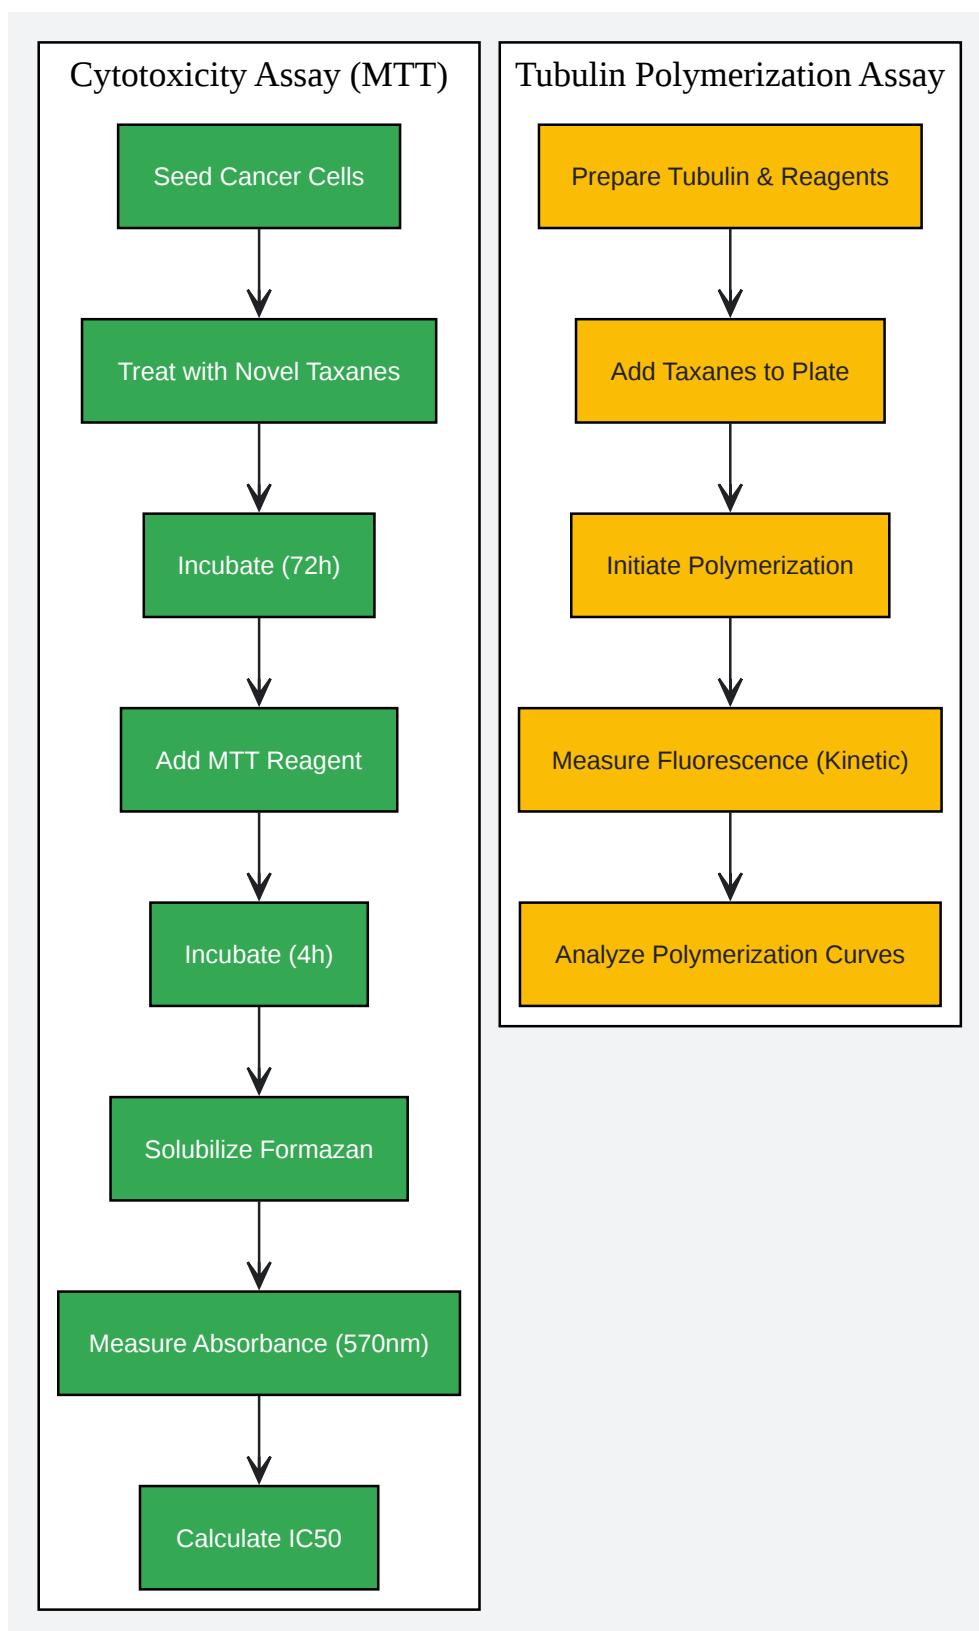 Cytotoxicity Assay (MTT)
Seed Cancer Cells
Treat with Novel Taxanes
Incubate (72h)
Add MTT Reagent
Incubate (4h)
Solubilize Formazan
Measure Absorbance (570nm)
Calculate IC50
Tubulin Polymerization Assay
Prepare Tubulin & Reagents
Add Taxanes to Plate
Initiate Polymerization
Measure Fluorescence (Kinetic)
Analyze Polymerization Curves